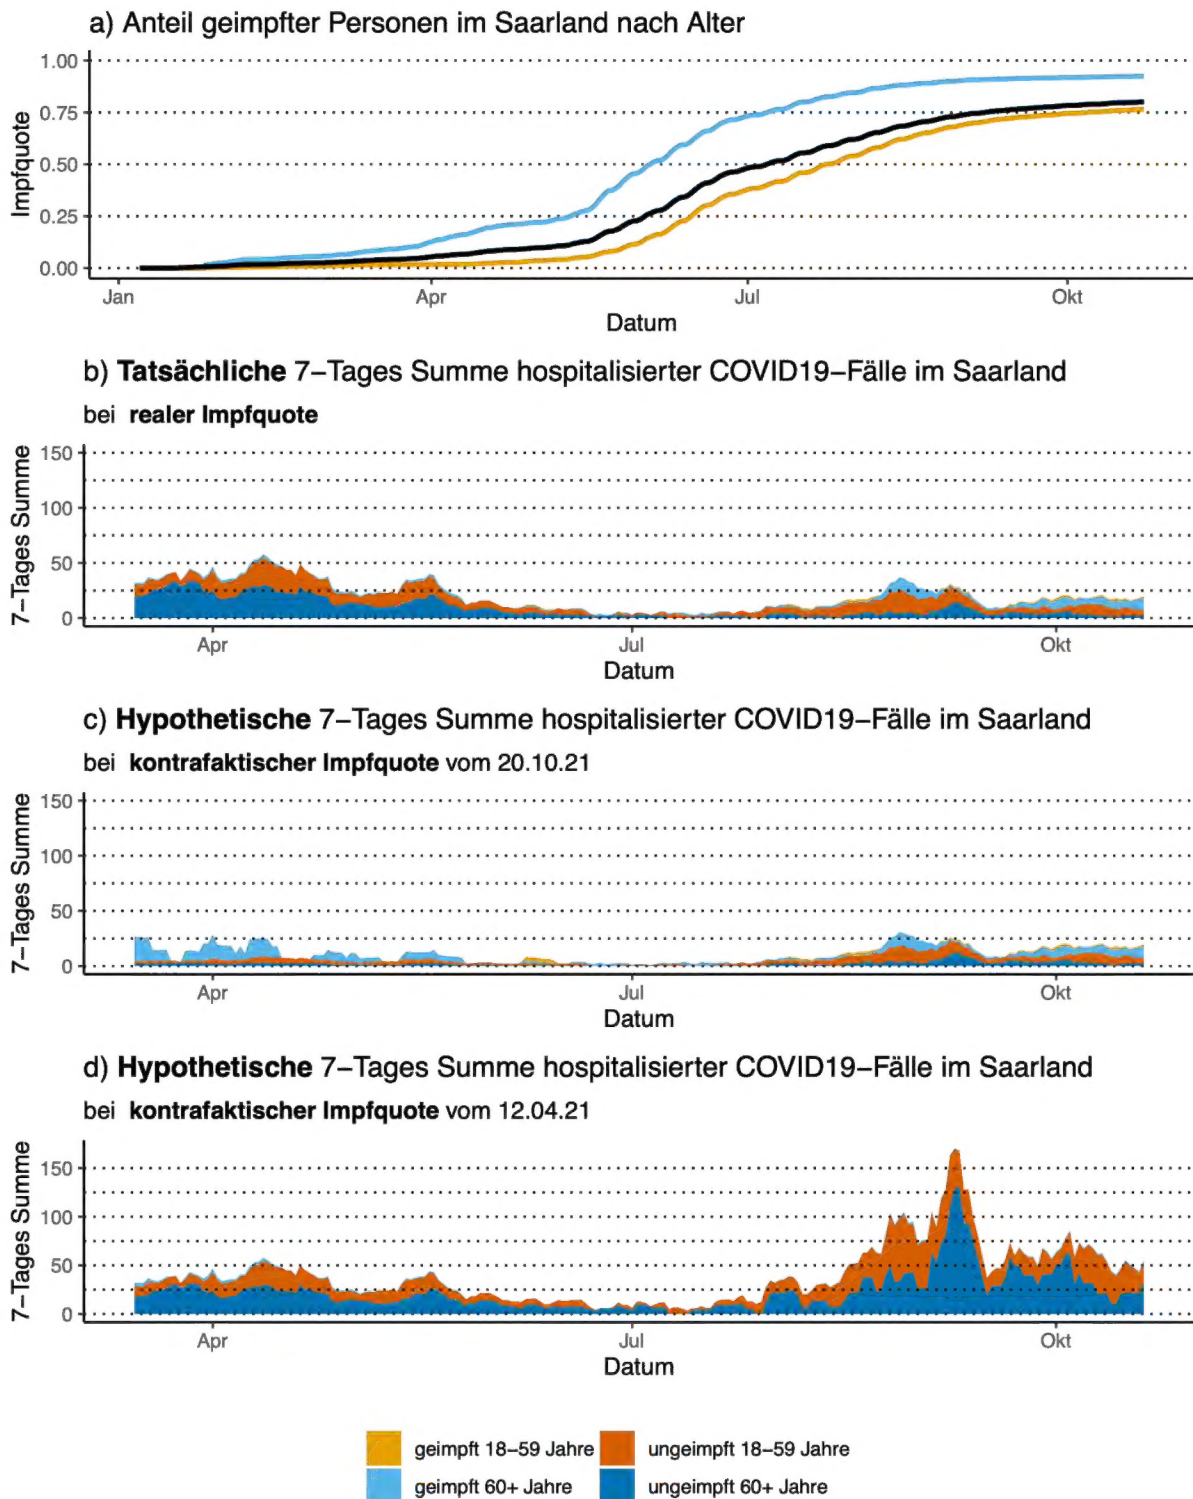 a) Anteil geimpfter Personen im Saarland nach Alter
Impfquote
1.00
0.75
0.50
0.25
0.00
Jan
Apr
Jul
Okt
Datum
b) Tatsächliche 7–Tages Summe hospitalisierter COVID19–Fälle im Saarland
bei realer Impfquote
7–Tages Summe
150
100
50
0
Apr
Jul
Okt
Datum
c) Hypothetische 7–Tages Summe hospitalisierter COVID19–Fälle im Saarland
bei kontrafaktischer Impfquote vom 20.10.21
7–Tages Summe
150
100
50
0
Apr
Jul
Okt
Datum
d) Hypothetische 7–Tages Summe hospitalisierter COVID19–Fälle im Saarland
bei kontrafaktischer Impfquote vom 12.04.21
7–Tages Summe
150
100
50
0
Apr
Jul
Okt
Datum
geimpft 18–59 Jahre
ungeimpft 18–59 Jahre
geimpft 60+ Jahre
ungeimpft 60+ Jahre